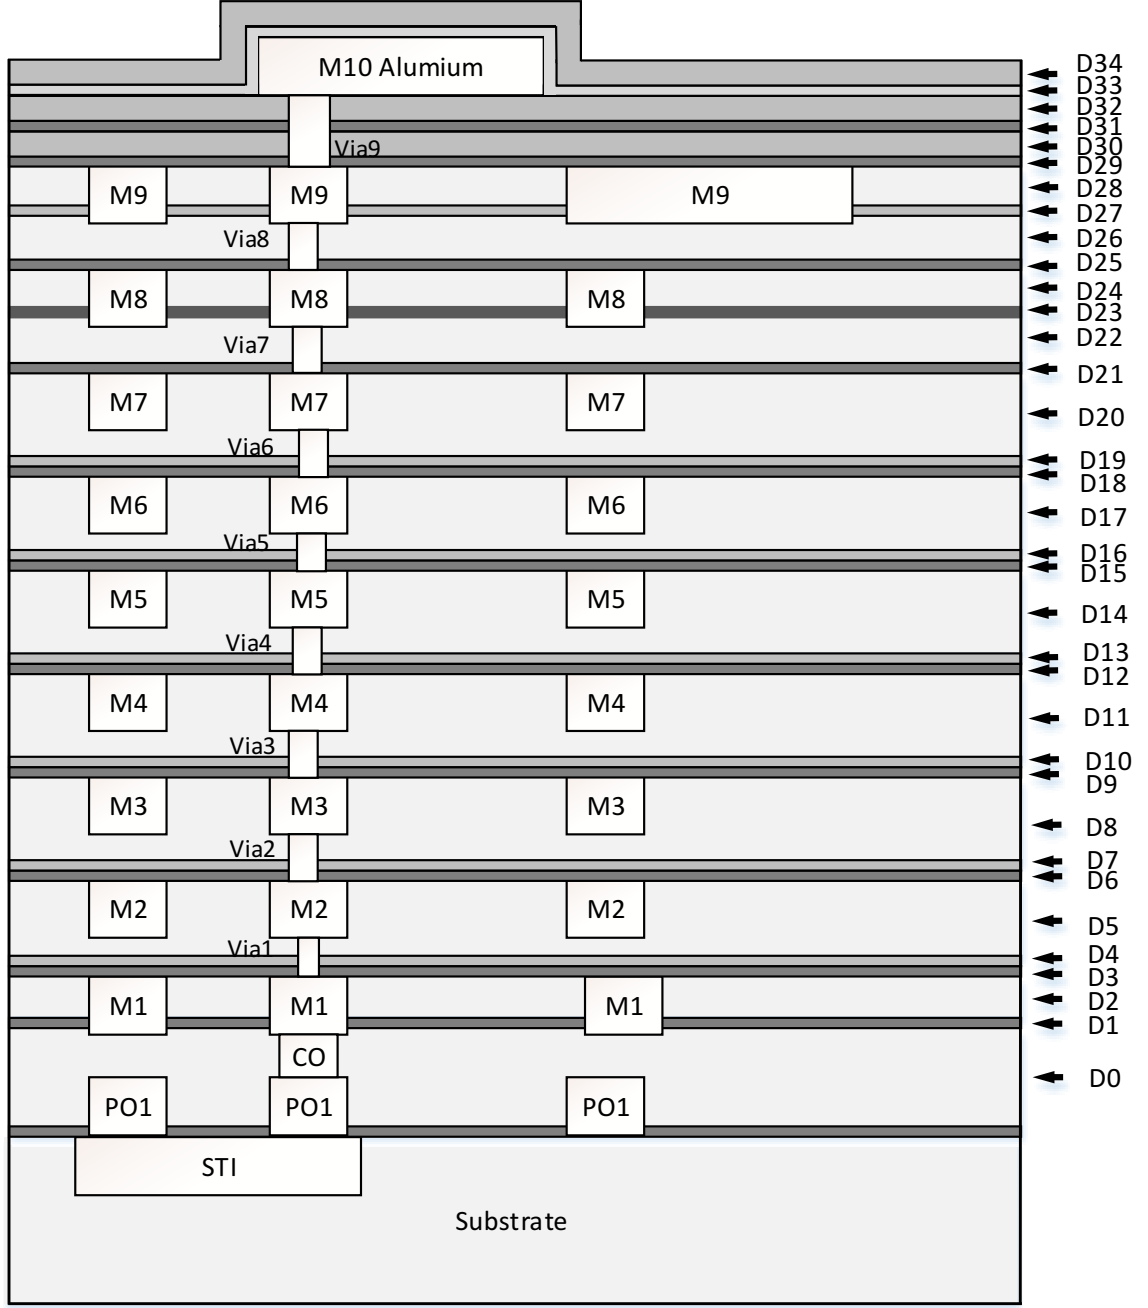 M10 Alumium
D34
D33
D32
D31
Via9
D30
D29
M9 M9 M9
D28
D27
Via8
D26
D25
M8 M8 M8
D24
D23
Via7
D22
D21
M7 M7 M7
D20
Via6
D19
D18
M6 M6 M6
D17
Via5
D16
D15
M5 M5 M5
D14
Via4
D13
D12
M4 M4 M4
D11
Via3
D10
D9
M3 M3 M3
D8
Via2
D7
D6
M2 M2 M2
D5
Via1
D4
D3
M1 M1 M1
D2
D1
CO
D0
PO1 PO1 PO1
STI
Substrate